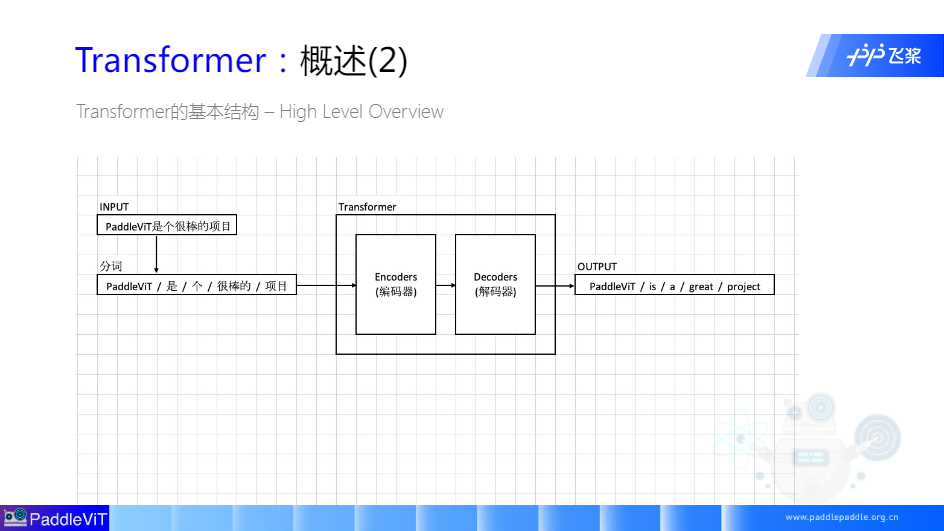 Transformer：概述(2)
飞桨
Transformer的基本结构 – High Level Overview
INPUT
PaddleViT是个很棒的项目
分词
PaddleViT / 是 / 个 / 很棒的 / 项目
Transformer
Encoders
(编码器)
Decoders
(解码器)
OUTPUT
PaddleViT / is / a / great / project
PaddleViT
www.paddlepaddle.org.cn